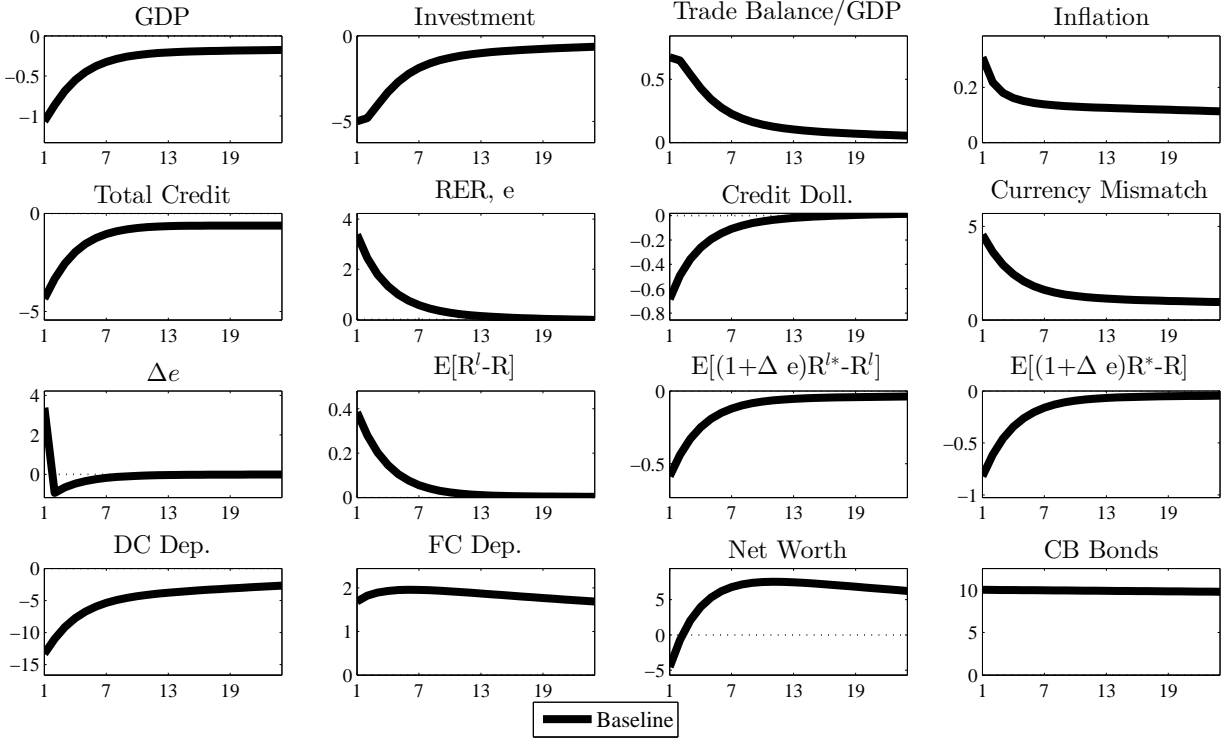 GDP
Investment
Trade Balance/GDP
Inflation
0
−0.5
−1
1 7 13 19
0
−5
1 7 13 19
0.5
0
1 7 13 19
0.2
0
1 7 13 19
Total Credit
RER, e
Credit Doll.
Currency Mismatch
0
−5
1 7 13 19
4
2
0
1 7 13 19
0
−0.2
−0.4
−0.6
−0.8
1 7 13 19
5
0
1 7 13 19
Δe
E[R^l-R]
E[(1+Δ e)R^{l*}-R^l]
E[(1+Δ e)R^*-R]
4
2
0
1 7 13 19
0.4
0.2
0
1 7 13 19
0
−0.5
1 7 13 19
0
−0.5
−1
1 7 13 19
DC Dep.
FC Dep.
Net Worth
CB Bonds
0
−5
−10
−15
1 7 13 19
2
1
0
1 7 13 19
5
0
−5
1 7 13 19
10
5
0
1 7 13 19
Baseline